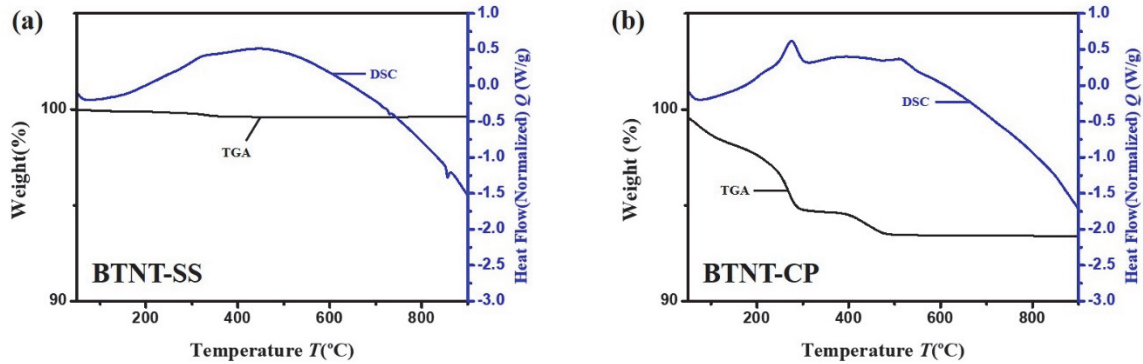 (a)
100
90
Weight(%)
DSC
TGA
BTNT-SS
200
400
600
800
Temperature T(ºC)
1.0
0.5
0.0
-0.5
-1.0
-1.5
-2.0
-2.5
-3.0
Heat Flow(Normalized) Q (W/g)
(b)
100
90
Weight (%)
DSC
TGA
BTNT-CP
200
400
600
800
Temperature T(ºC)
1.0
0.5
0.0
-0.5
-1.0
-1.5
-2.0
-2.5
-3.0
Heat Flow(Normalized) Q (W/g)